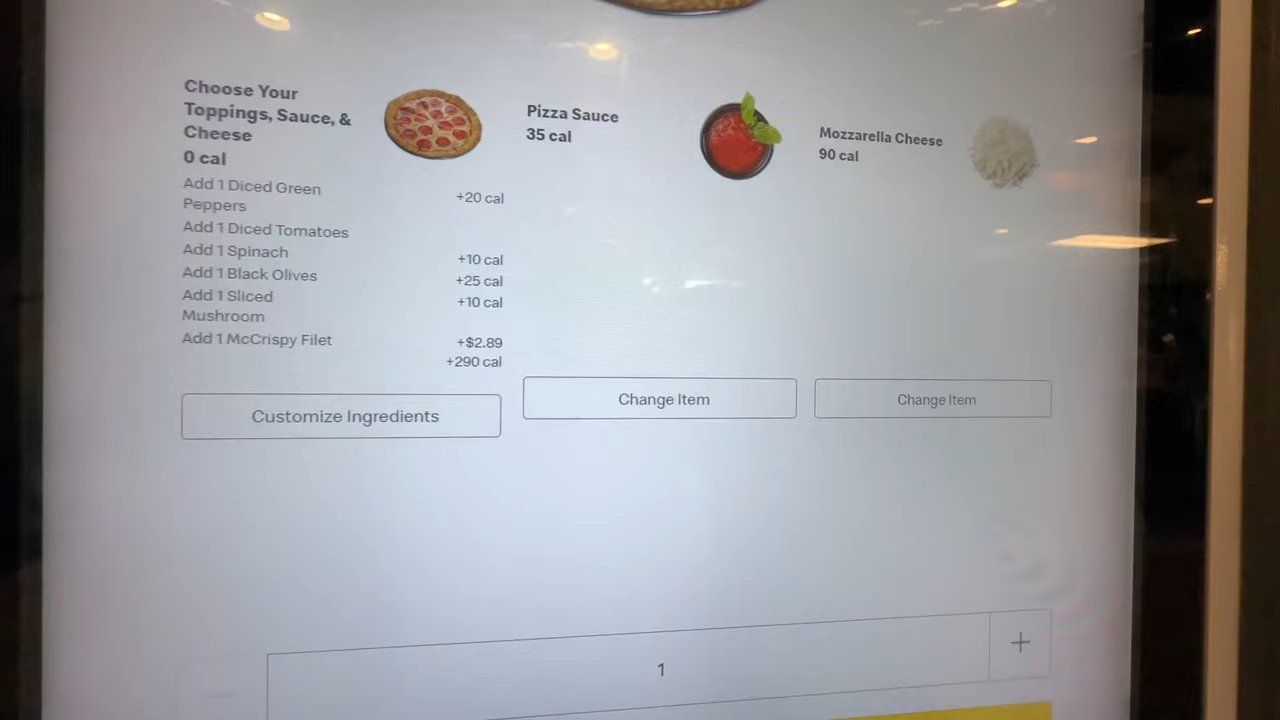 Choose Your
Toppings, Sauce, &
Cheese
0 cal
Add 1 Diced Green
Peppers
+20 cal
Add 1 Diced Tomatoes
Add 1 Spinach
+10 cal
Add 1 Black Olives
+25 cal
Add 1 Sliced
Mushroom
+10 cal
Add 1 McCrispy Filet
+$2.89
+290 cal
Customize Ingredients
Pizza Sauce
35 cal
Change Item
Mozzarella Cheese
90 cal
Change Item
1
+